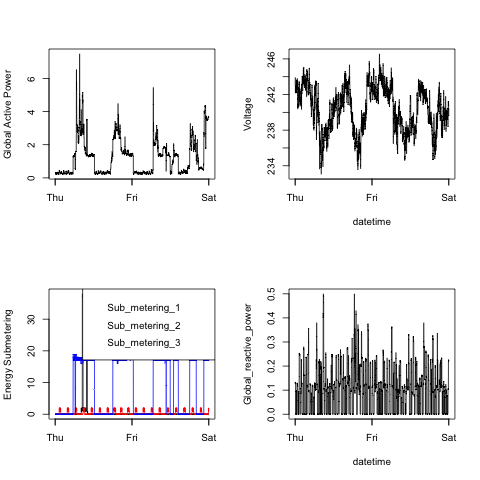 Global Active Power
0 2 4 6
Thu Fri Sat
Voltage
234 238 242 246
Thu Fri Sat
datetime
Energy Submetering
0 10 20 30
Sub_metering_1
Sub_metering_2
Sub_metering_3
Thu Fri Sat
Global_reactive_power
0.0 0.1 0.2 0.3 0.4 0.5
Thu Fri Sat
datetime